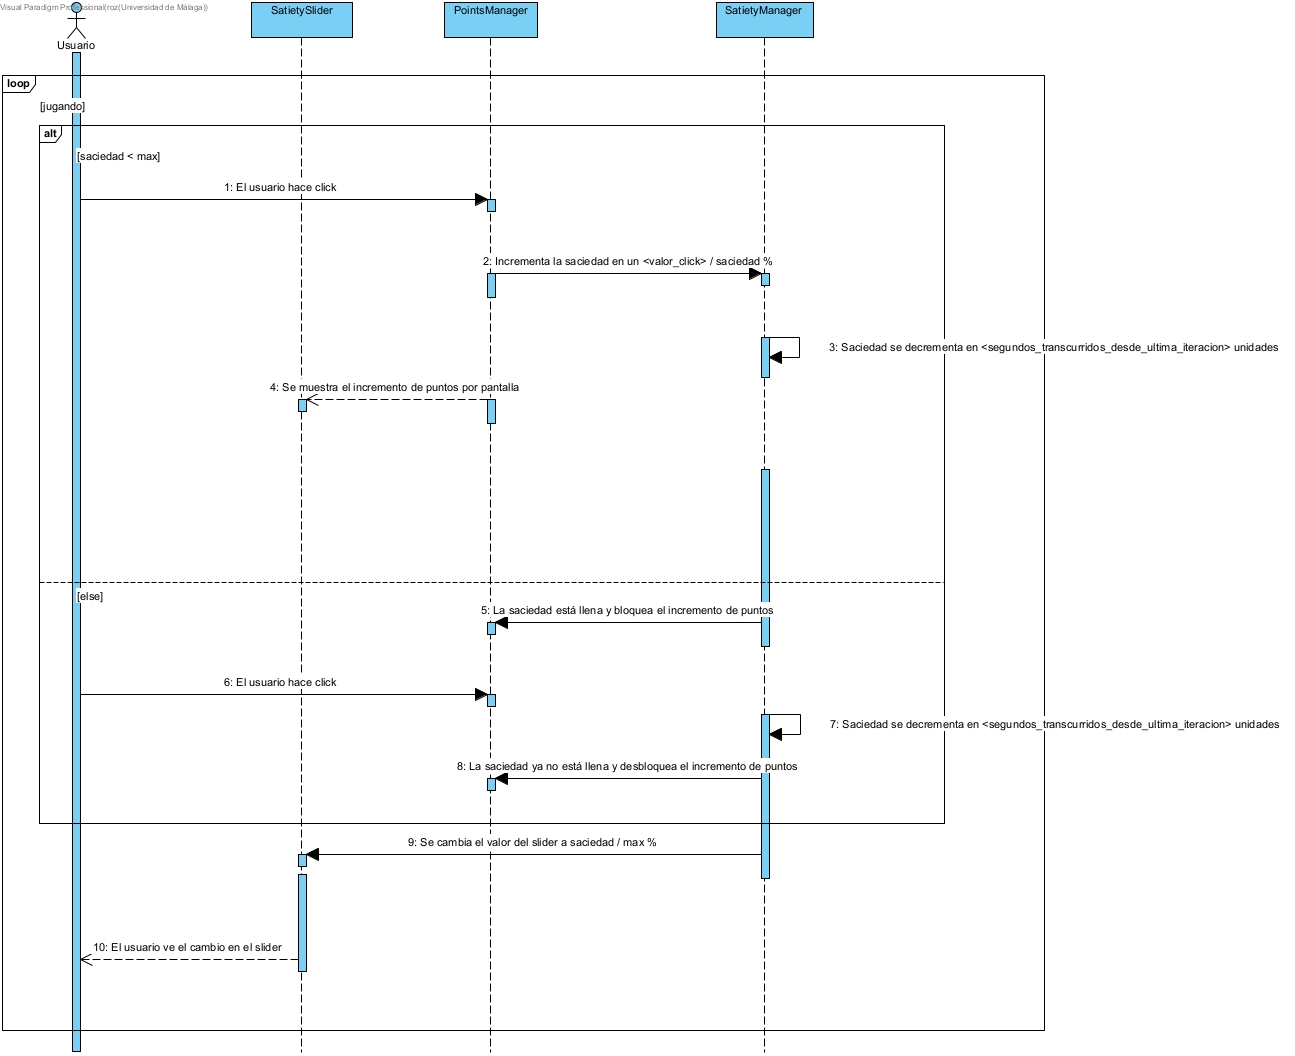 Visual Paradigm Professional(roz(Universidad de Málaga))
Usuario
SatietySlider
PointsManager
SatietyManager
loop
[jugando]
alt
[saciedad < max]
1: El usuario hace click
2: Incrementa la saciedad en un <valor_click> / saciedad %
3: Saciedad se decrementa en <segundos_transcurridos_desde_ultima_iteracion> unidades
4: Se muestra el incremento de puntos por pantalla
[else]
5: La saciedad está llena y bloquea el incremento de puntos
6: El usuario hace click
7: Saciedad se decrementa en <segundos_transcurridos_desde_ultima_iteracion> unidades
8: La saciedad ya no está llena y desbloquea el incremento de puntos
9: Se cambia el valor del slider a saciedad / max %
10: El usuario ve el cambio en el slider